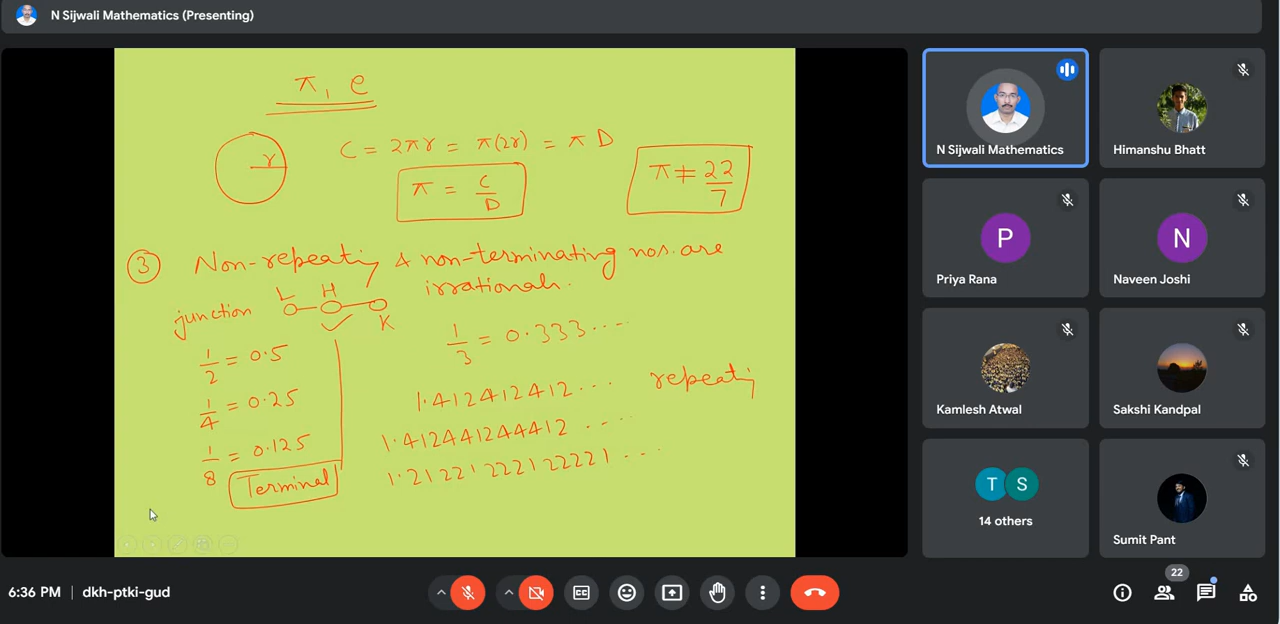 N Sijwali Mathematics (Presenting)
π, e
r
C = 2πr = π(2r) = π D
π = C/D
π ≠ 22/7
③ Non-repeating & non-terminating nos. are
irrationals.
junction L H K
1/2 = 0.5
1/3 = 0.333....
1/4 = 0.25
1.412412412... repeating
1/8 = 0.125
1.412441244412....
Terminal
1.21221222122221...
N Sijwali Mathematics
Himanshu Bhatt
P
Priya Rana
N
Naveen Joshi
Kamlesh Atwal
Sakshi Kandpal
T S
14 others
Sumit Pant
6:36 PM | dkh-ptki-gud
CC
22